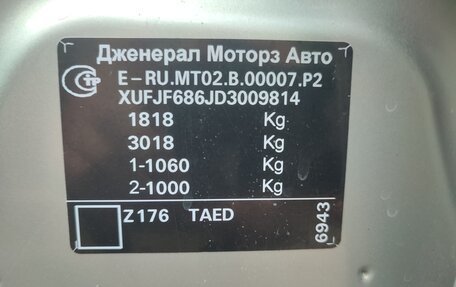 Дженерал Моторз Авто
E-RU.MT02.B.00007.P2
XUFJF686JD3009814
1818 Kg
3018 Kg
1-1060 Kg
2-1000 Kg
Z176 TAED
6943